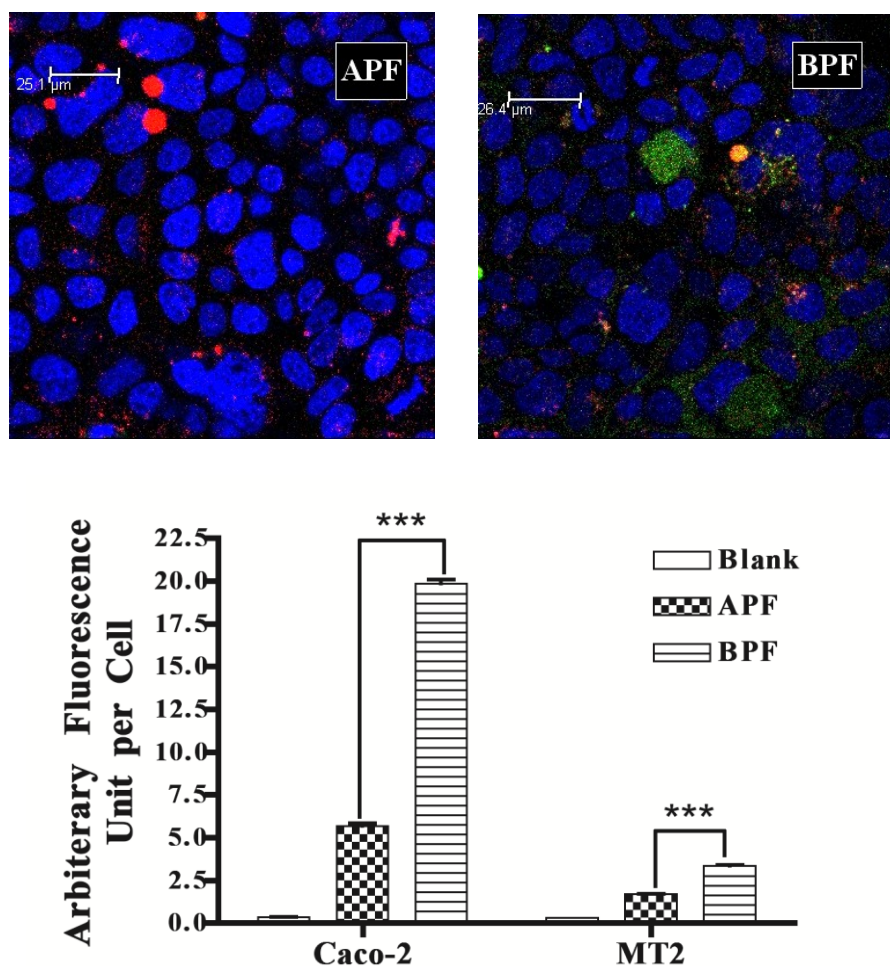 APF
25.1 µm
BPF
26.4 µm
Arbiterary Fluorescence
Unit per Cell
22.5
20.0
17.5
15.0
12.5
10.0
7.5
5.0
2.5
0.0
***
***
Blank
APF
BPF
Caco-2
MT2